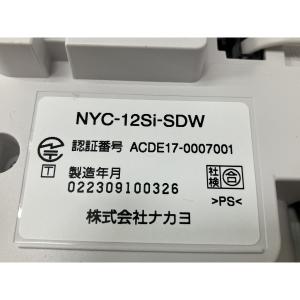 NYC-12Si-SDW
認証番号 ACDE17-0007001
T
製造年月
022309100326
社検 合
>PS<
株式会社ナカヨ